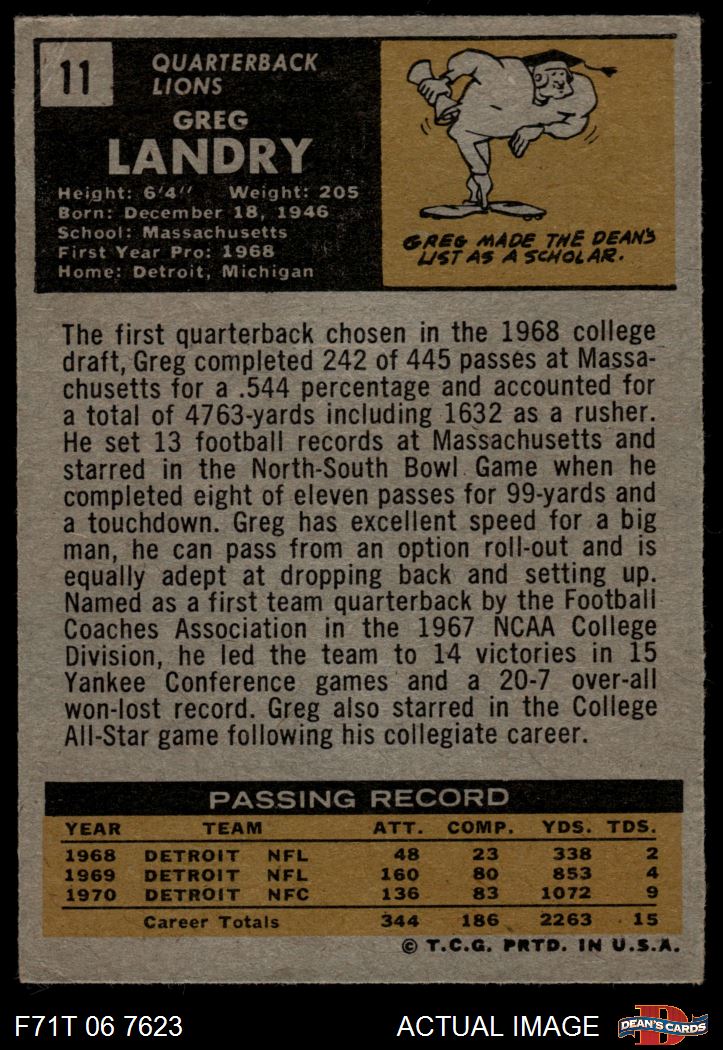 11
QUARTERBACK
LIONS
GREG
LANDRY
Height: 6'4" Weight: 205
Born: December 18, 1946
School: Massachusetts
First Year Pro: 1968
Home: Detroit, Michigan
GREG MADE THE DEAN'S
LIST AS A SCHOLAR.
The first quarterback chosen in the 1968 college
draft, Greg completed 242 of 445 passes at Massa-
chusetts for a .544 percentage and accounted for
a total of 4763-yards including 1632 as a rusher.
He set 13 football records at Massachusetts and
starred in the North-South Bowl Game when he
completed eight of eleven passes for 99-yards and
a touchdown. Greg has excellent speed for a big
man, he can pass from an option roll-out and is
equally adept at dropping back and setting up.
Named as a first team quarterback by the Football
Coaches Association in the 1967 NCAA College
Division, he led the team to 14 victories in 15
Yankee Conference games and a 20-7 over-all
won-lost record. Greg also starred in the College
All-Star game following his collegiate career.
PASSING RECORD
YEAR TEAM ATT. COMP. YDS. TDS.
1968 DETROIT NFL 48 23 338 2
1969 DETROIT NFL 160 80 853 4
1970 DETROIT NFC 136 83 1072 9
Career Totals 344 186 2263 15
© T.C.G. PRTD. IN U.S.A.
F71T 06 7623 ACTUAL IMAGE D DEAN'S CARDS